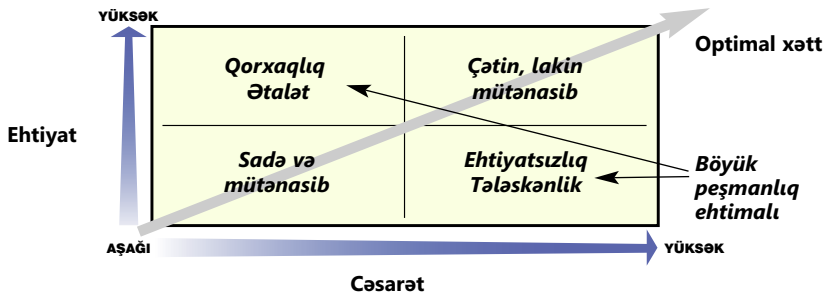 YÜKSƏK
Optimal xətt
Qorxaqlıq
Ətalət
Çətin, lakin
mütənasib
Ehtiyat
Sadə və
mütənasib
Ehtiyatsızlıq
Tələskənlik
Böyük
peşmanlıq
ehtimalı
AŞAĞI
YÜKSƏK
Cəsarət